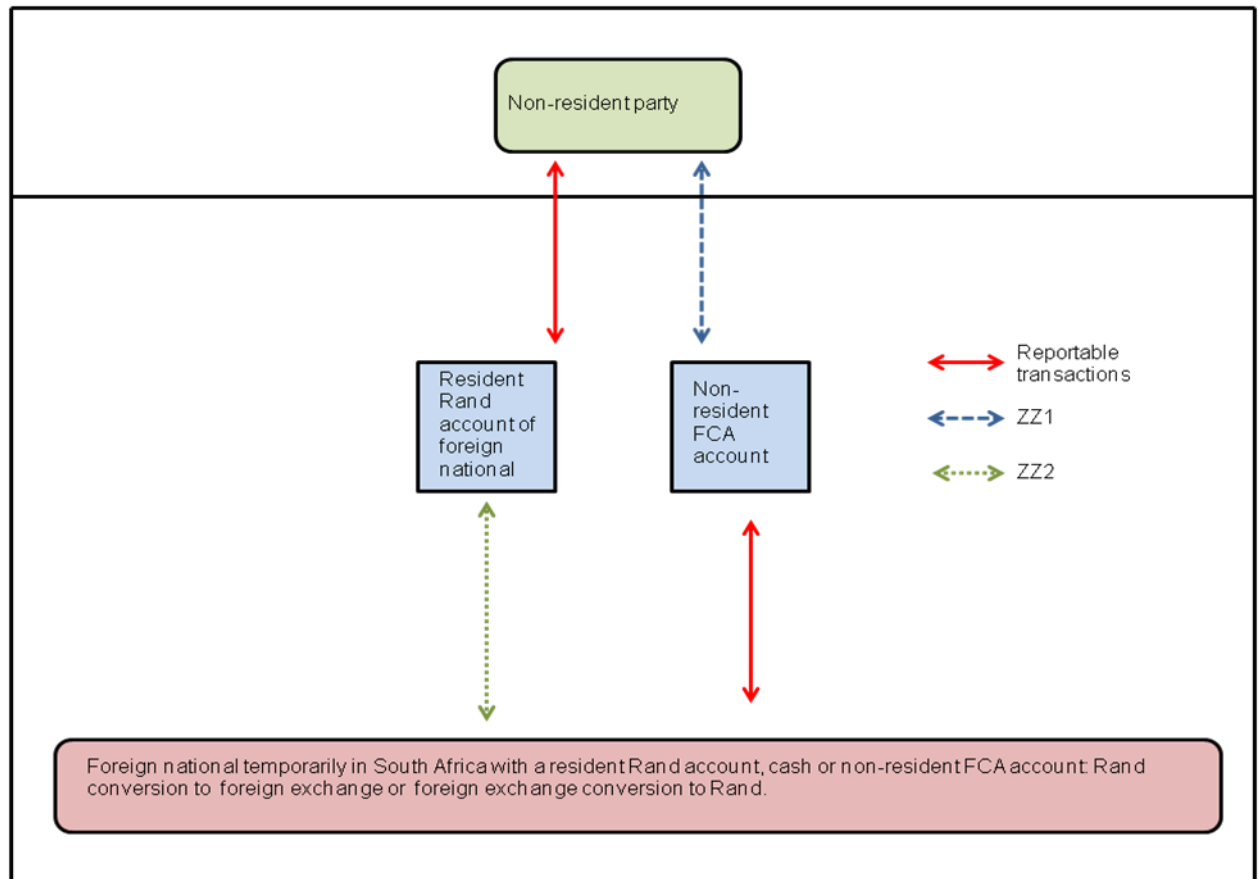 Non-resident party
Resident
Rand
account of
foreign
national
Non-
resident
FCA
account
Reportable
transactions
ZZ1
ZZ2
Foreign national temporarily in South Africa with a resident Rand account, cash or non-resident FCA account: Rand
conversion to foreign exchange or foreign exchange conversion to Rand.